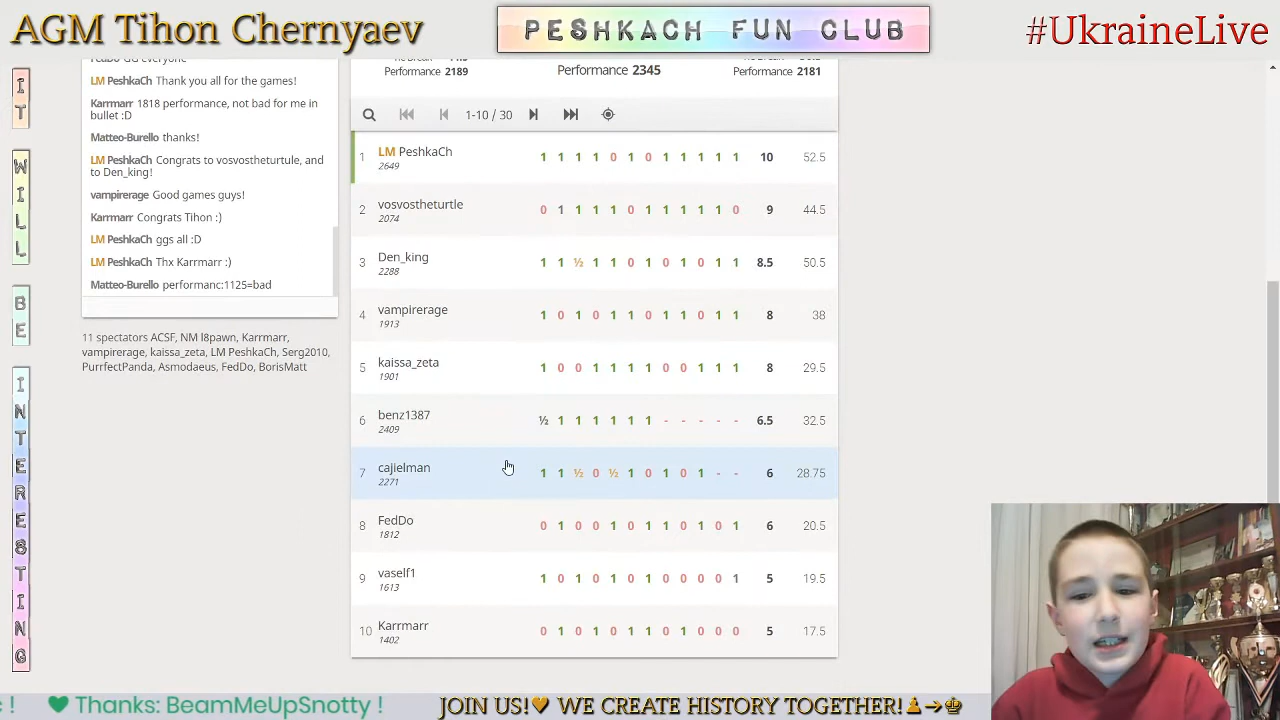 AGM Tihon Chernyaev
PESHKACH FUN CLUB
#UkraineLive
IT
WILL
BE
INTERESTING
LM PeshkaCh Thank you all for the games!
Karrmarr 1818 performance, not bad for me in
bullet :D
Matteo-Burello thanks!
LM PeshkaCh Congrats to vosvostheturtule, and
to Den_king!
vampirerage Good games guys!
Karrmarr Congrats Tihon :)
LM PeshkaCh ggs all :D
LM PeshkaCh Thx Karrmarr :)
Matteo-Burello performanc:1125=bad
11 spectators ACSF, NM l8pawn, Karrmarr,
vampirerage, kaissa_zeta, LM PeshkaCh, Serg2010,
PurrfectPanda, Asmodaeus, FedDo, BorisMatt
Performance 2189
Performance 2345
Performance 2181
1-10 / 30
1 LM PeshkaCh 1 1 1 1 0 1 0 1 1 1 1 1 10 52.5
2649
2 vosvostheturtle 0 1 1 1 1 0 1 1 1 1 1 0 9 44.5
2074
3 Den_king 1 1 ½ 1 1 0 1 0 1 0 1 1 8.5 50.5
2288
4 vampirerage 1 0 1 0 1 1 0 1 1 0 1 1 8 38
1913
5 kaissa_zeta 1 0 0 1 1 1 1 0 0 1 1 1 8 29.5
1901
6 benz1387 ½ 1 1 1 1 1 1 - - - - - 6.5 32.5
2409
7 cajielman 1 1 ½ 0 ½ 1 0 1 0 1 - - 6 28.75
2271
8 FedDo 0 1 0 0 1 0 1 1 0 1 0 1 6 20.5
1812
9 vaself1 1 0 1 0 1 0 1 0 0 0 0 1 5 19.5
1613
10 Karrmarr 0 1 0 1 0 1 1 0 1 0 0 0 5 17.5
1402
! Thanks: BeamMeUpSnotty !
JOIN US! WE CREATE HISTORY TOGETHER!